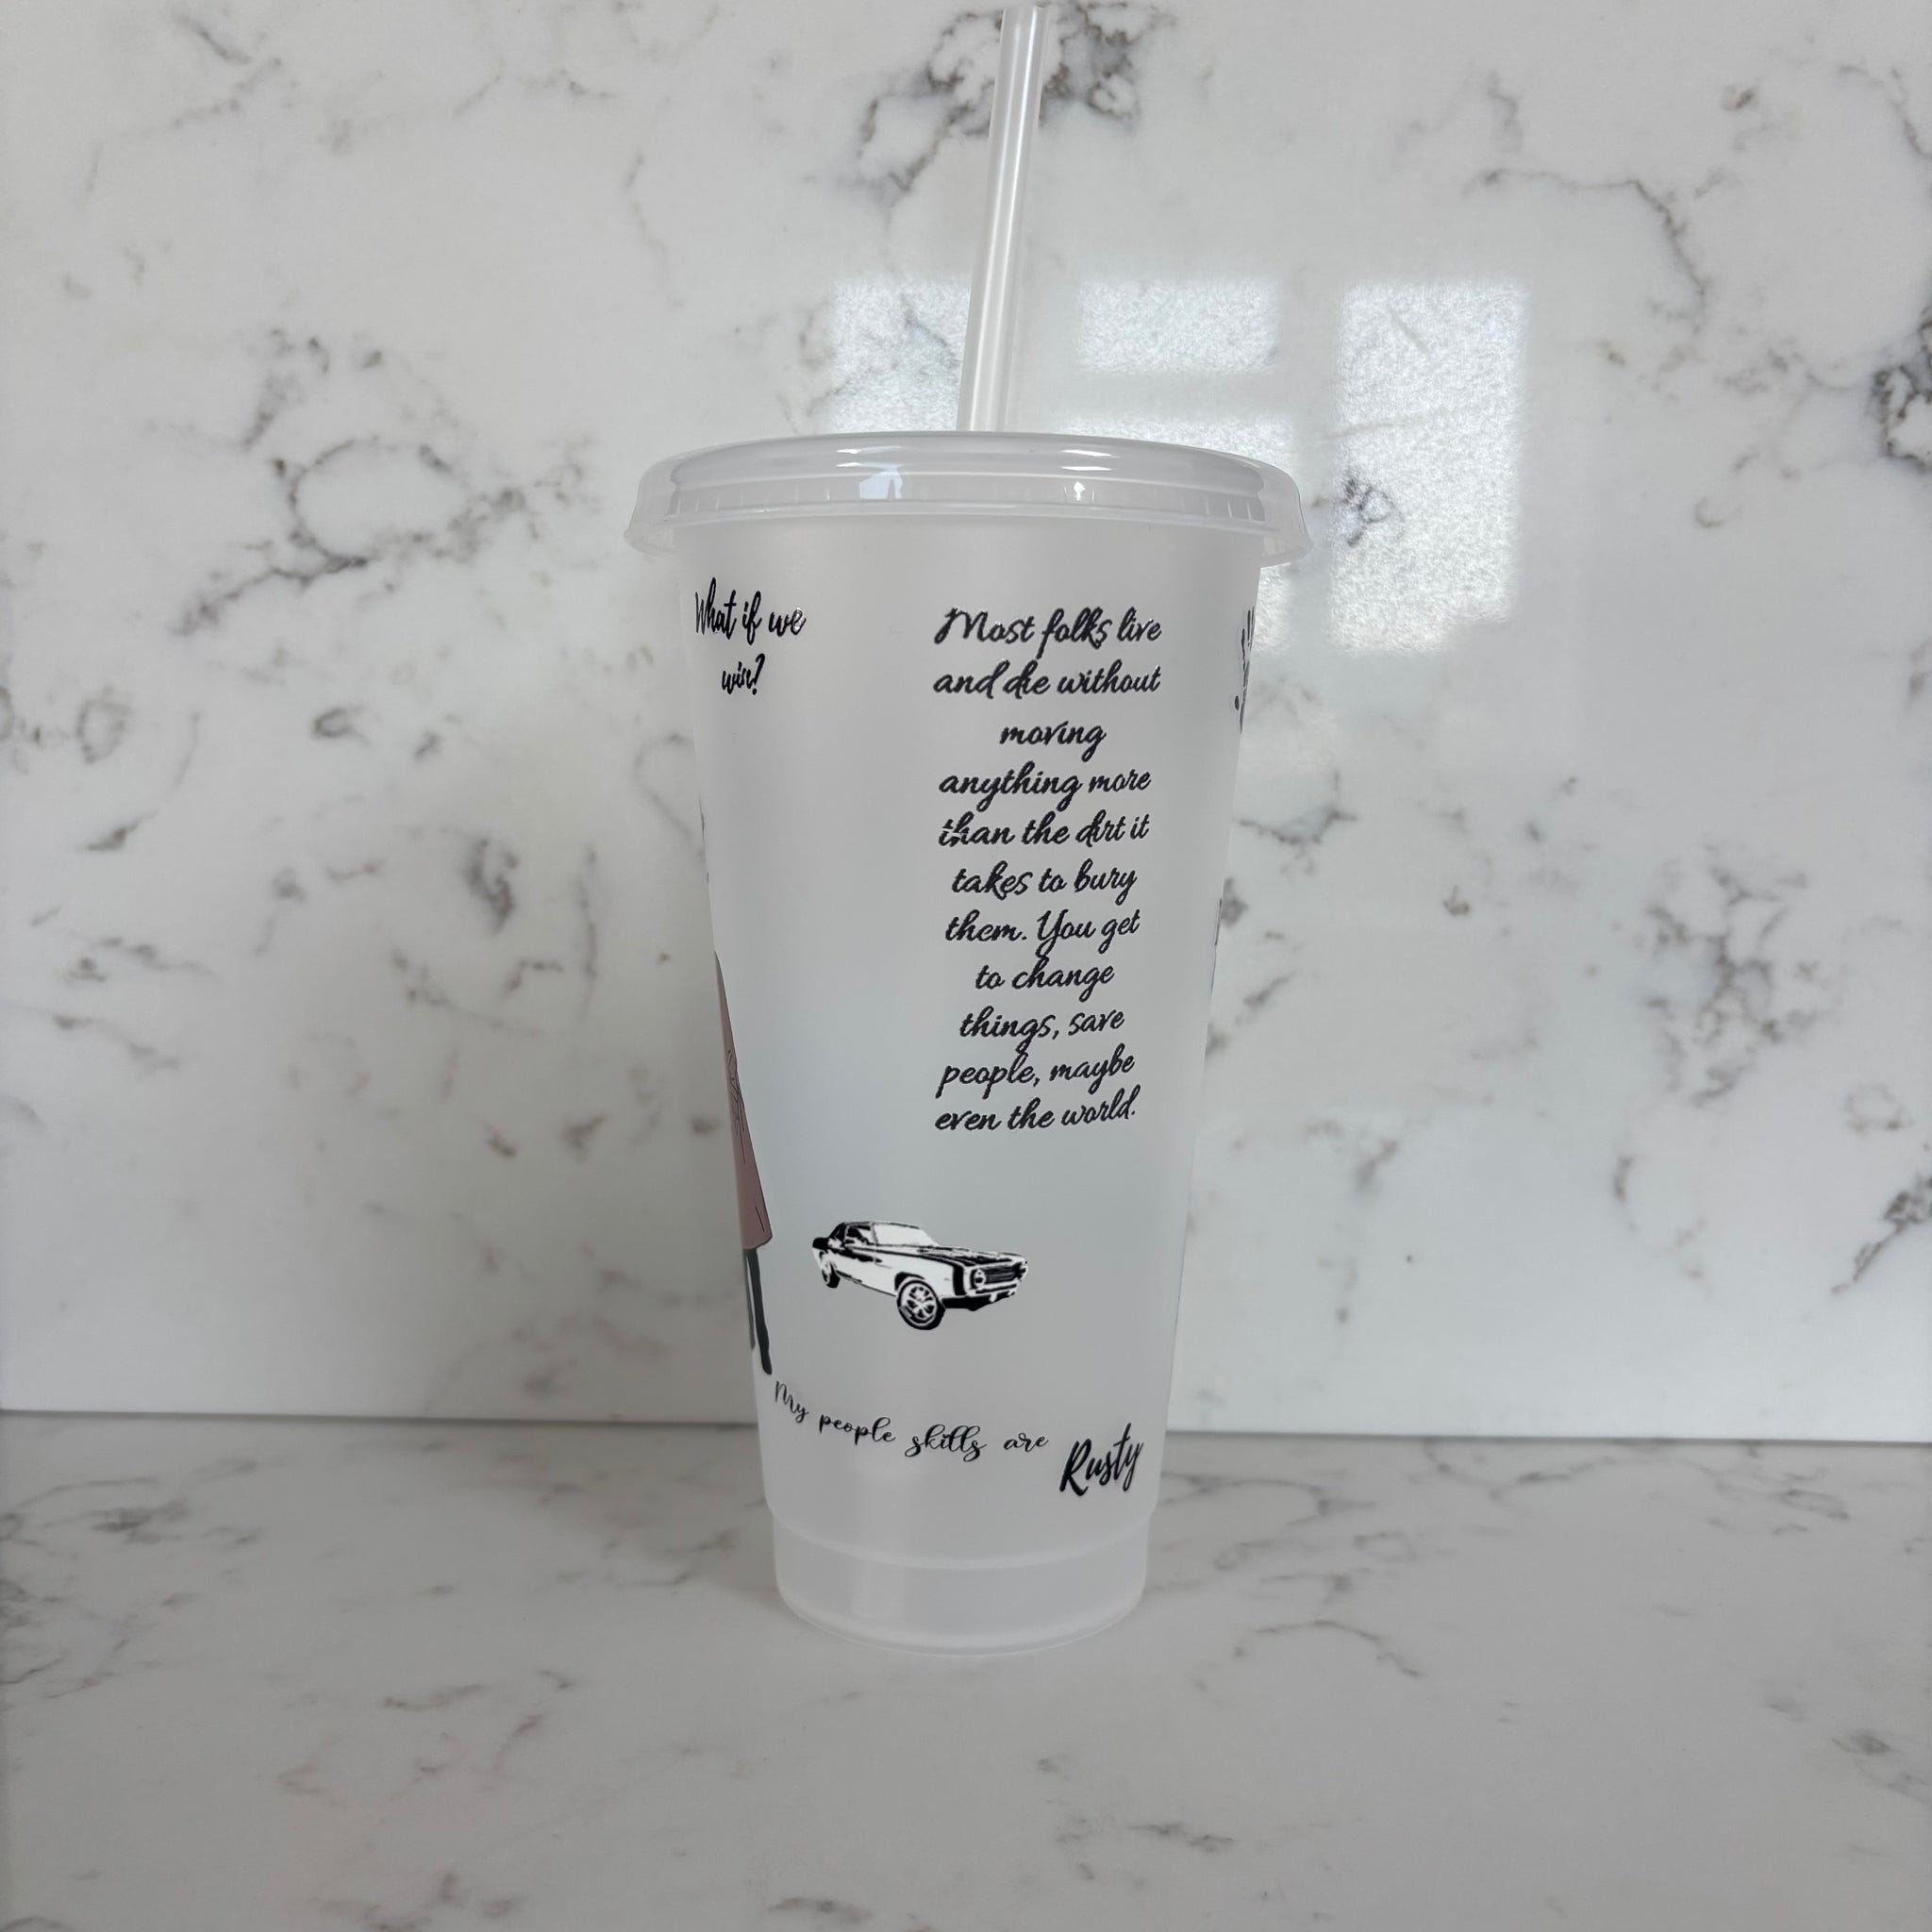 What if we
win?
Most folks live
and die without
moving
anything more
than the dirt it
takes to bury
them. You get
to change
things, save
people, maybe
even the world.
My people skills are
Rusty